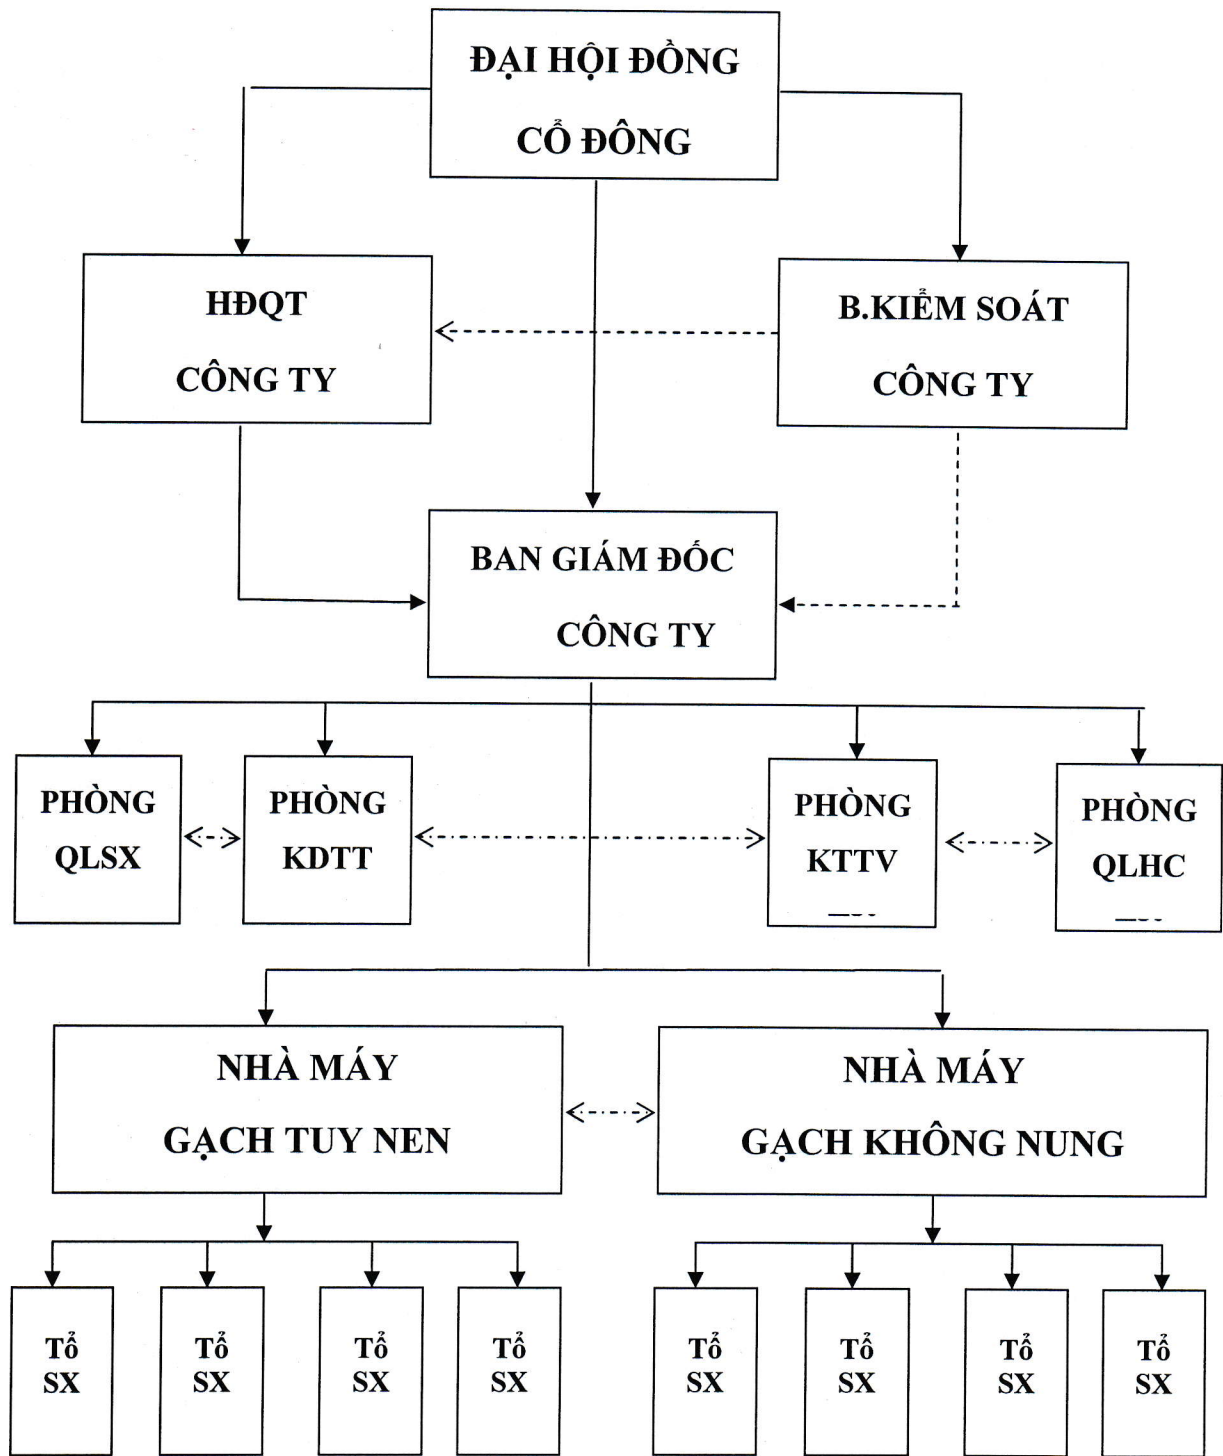 ĐẠI HỘI ĐỒNG
CỔ ĐÔNG
HĐQT
CÔNG TY
B.KIỂM SOÁT
CÔNG TY
BAN GIÁM ĐỐC
CÔNG TY
PHÒNG
QLSX
PHÒNG
KDTT
PHÒNG
KTTV
PHÒNG
QLHC
NHÀ MÁY
GẠCH TUY NEN
NHÀ MÁY
GẠCH KHÔNG NUNG
Tổ
SX
Tổ
SX
Tổ
SX
Tổ
SX
Tổ
SX
Tổ
SX
Tổ
SX
Tổ
SX